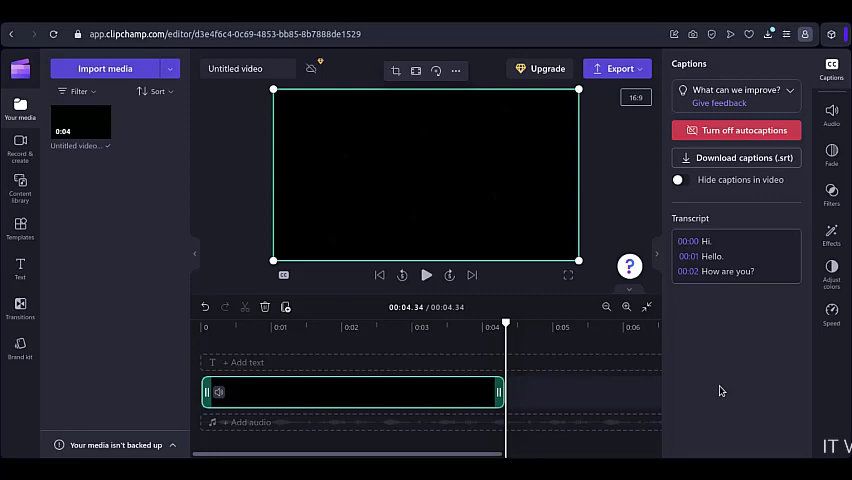 app.clipchamp.com/editor/d3e4f6c4-0c69-4853-bb85-8b7888de1529
Import media
Untitled video
Upgrade
Export
Captions
Captions
What can we improve?
Give feedback
Filter
Sort
16:9
0:04
Untitled video...
Your media
Record & create
Content library
Templates
Text
Transitions
Brand kit
Turn off autocaptions
Download captions (.srt)
Hide captions in video
Transcript
00:00 Hi.
00:01 Hello.
00:02 How are you?
Audio
Fade
Filters
Effects
Adjust colors
Speed
CC
5
5
?
00:04.34 / 00:04.34
0 0:01 0:02 0:03 0:04 0:05 0:06
T + Add text
+ Add audio
Your media isn't backed up
IT